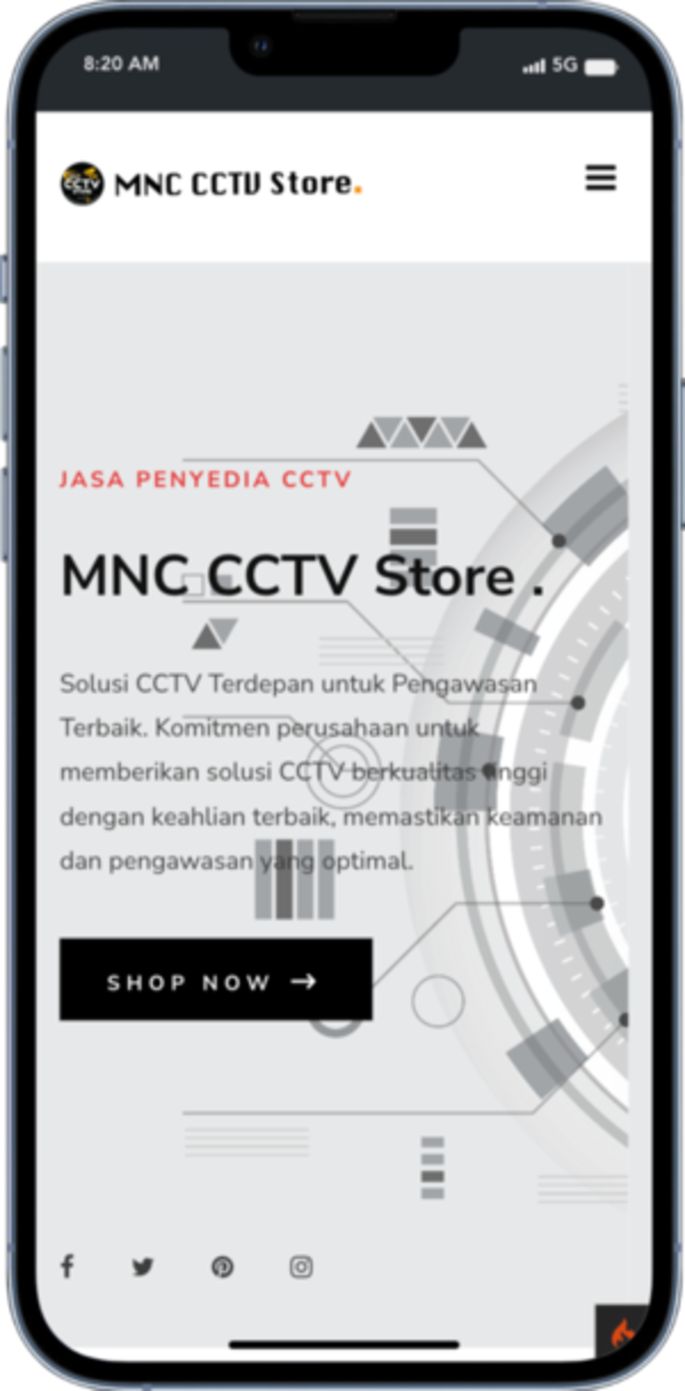 8:20 AM 5G
CCTV MNC CCTV Store.
JASA PENYEDIA CCTV
MNC CCTV Store .
Solusi CCTV Terdepan untuk Pengawasan
Terbaik. Komitmen perusahaan untuk
memberikan solusi CCTV berkualitas tinggi
dengan keahlian terbaik, memastikan keamanan
dan pengawasan yang optimal.
SHOP NOW →